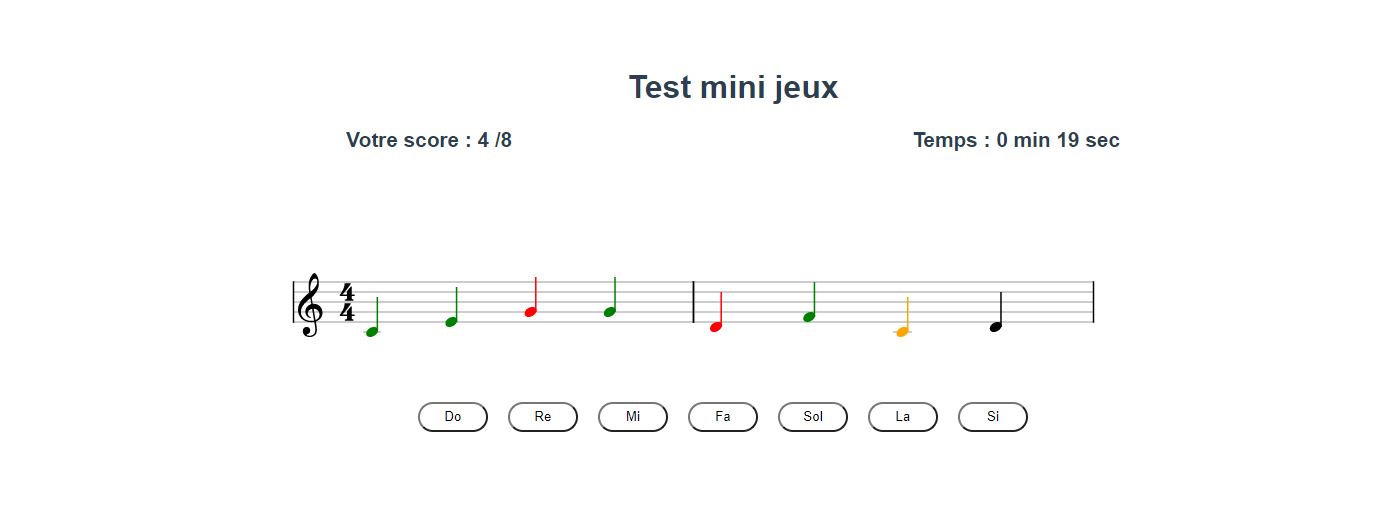 Test mini jeux
Votre score : 4 /8
Temps : 0 min 19 sec
4
4
Do Re Mi Fa Sol La Si